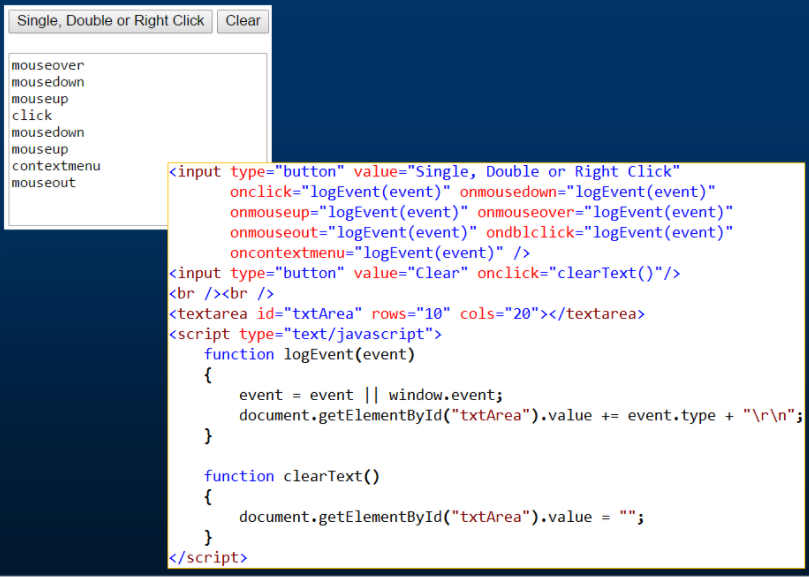 Single, Double or Right Click Clear
mouseover
mousedown
mouseup
click
mousedown
mouseup
contextmenu
mouseout
<input type="button" value="Single, Double or Right Click"
onclick="logEvent(event)" onmousedown="logEvent(event)"
onmouseup="logEvent(event)" onmouseover="logEvent(event)"
onmouseout="logEvent(event)" ondblclick="logEvent(event)"
oncontextmenu="logEvent(event)" />
<input type="button" value="Clear" onclick="clearText()"/>
<br /><br />
<textarea id="txtArea" rows="10" cols="20"></textarea>
<script type="text/javascript">
function logEvent(event)
{
event = event || window.event;
document.getElementById("txtArea").value += event.type + "\r\n";
}
function clearText()
{
document.getElementById("txtArea").value = "";
}
</script>